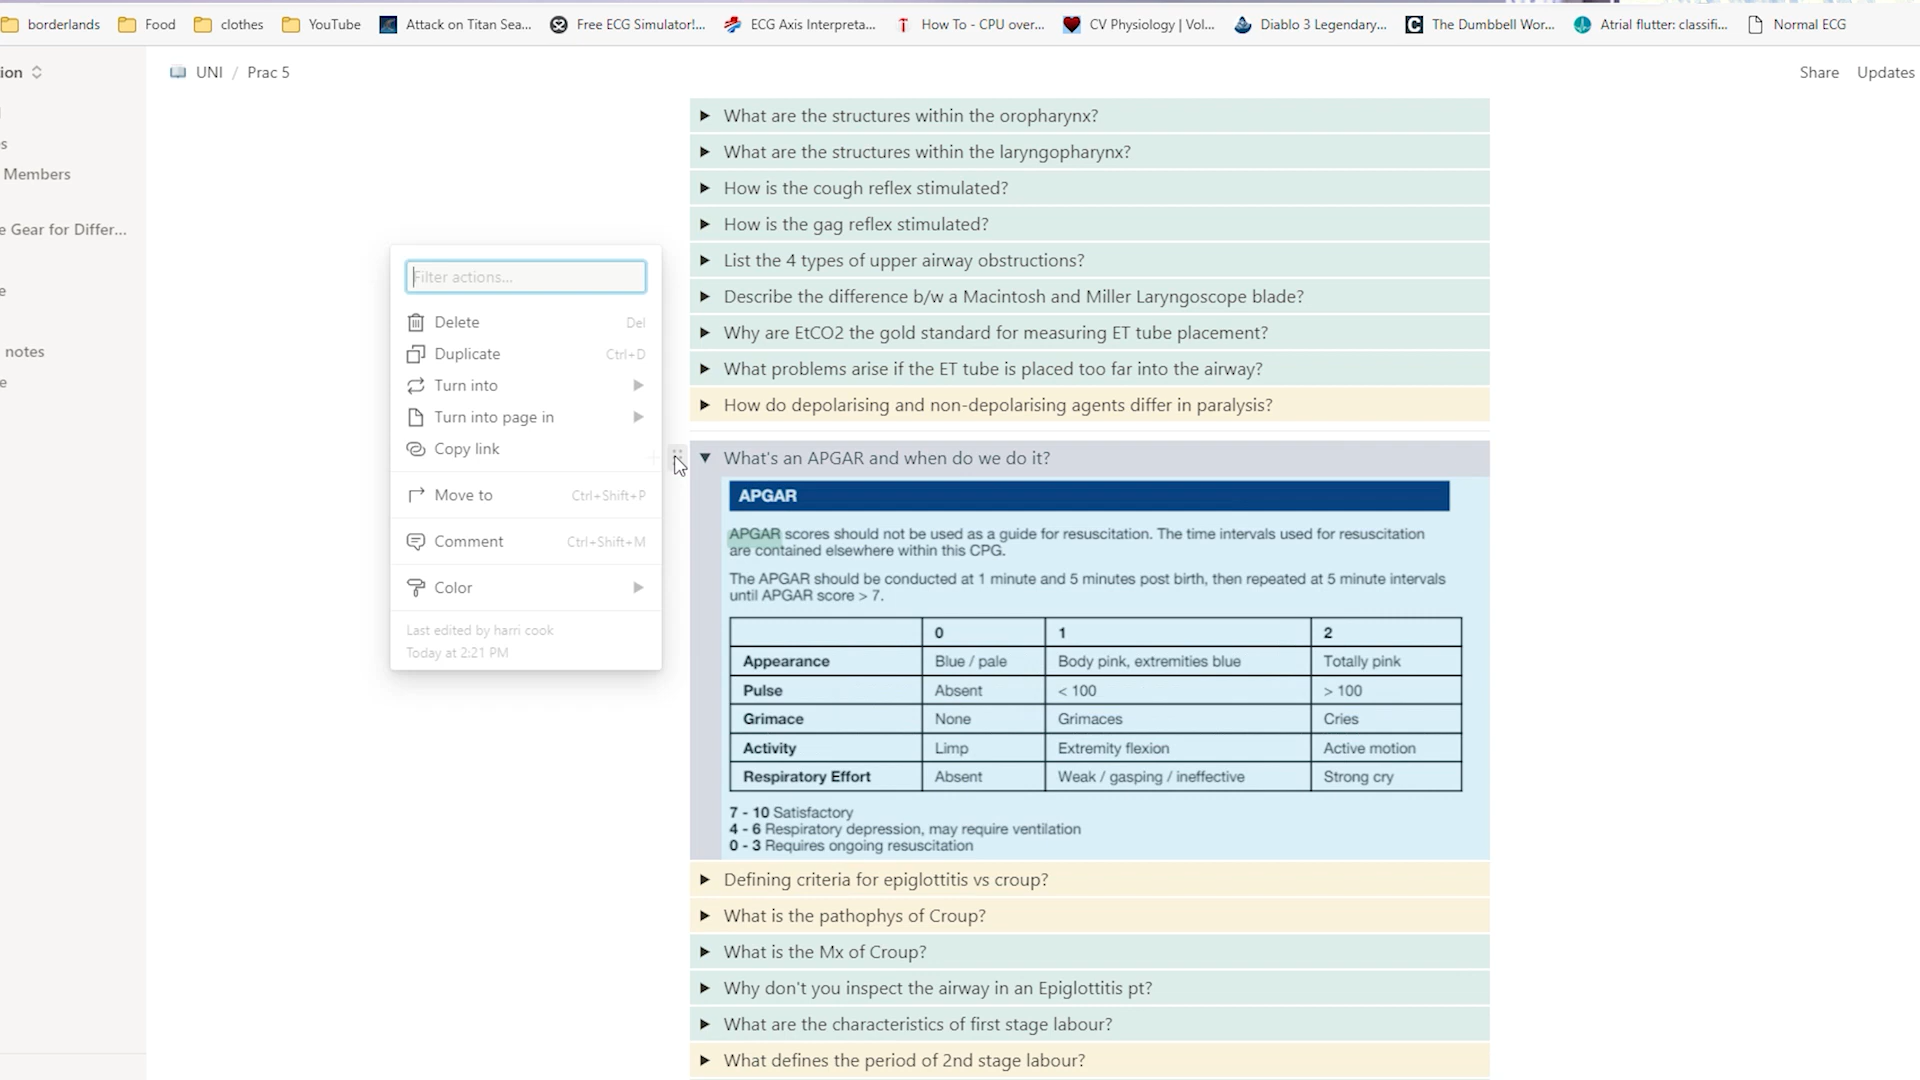 borderlands Food clothes YouTube Attack on Titan Sea... Free ECG Simulator!... ECG Axis Interpreta... How To - CPU over... CV Physiology | Vol... Diablo 3 Legendary... The Dumbbell Wor... Atrial flutter: classifi... Normal ECG
ion
UNI / Prac 5
Share Updates
s
Members
e Gear for Differ...
e
notes
e
What are the structures within the oropharynx?
What are the structures within the laryngopharynx?
How is the cough reflex stimulated?
How is the gag reflex stimulated?
List the 4 types of upper airway obstructions?
Describe the difference b/w a Macintosh and Miller Laryngoscope blade?
Why are EtCO2 the gold standard for measuring ET tube placement?
What problems arise if the ET tube is placed too far into the airway?
How do depolarising and non-depolarising agents differ in paralysis?
Filter actions...
Delete Del
Duplicate Ctrl+D
Turn into
Turn into page in
Copy link
Move to Ctrl+Shift+P
Comment Ctrl+Shift+M
Color
Last edited by harri cook
Today at 2:21 PM
What's an APGAR and when do we do it?
APGAR
APGAR scores should not be used as a guide for resuscitation. The time intervals used for resuscitation
are contained elsewhere within this CPG.
The APGAR should be conducted at 1 minute and 5 minutes post birth, then repeated at 5 minute intervals
until APGAR score > 7.
0 1 2
Appearance Blue / pale Body pink, extremities blue Totally pink
Pulse Absent < 100 > 100
Grimace None Grimaces Cries
Activity Limp Extremity flexion Active motion
Respiratory Effort Absent Weak / gasping / ineffective Strong cry
7 - 10 Satisfactory
4 - 6 Respiratory depression, may require ventilation
0 - 3 Requires ongoing resuscitation
Defining criteria for epiglottitis vs croup?
What is the pathophys of Croup?
What is the Mx of Croup?
Why don't you inspect the airway in an Epiglottitis pt?
What are the characteristics of first stage labour?
What defines the period of 2nd stage labour?